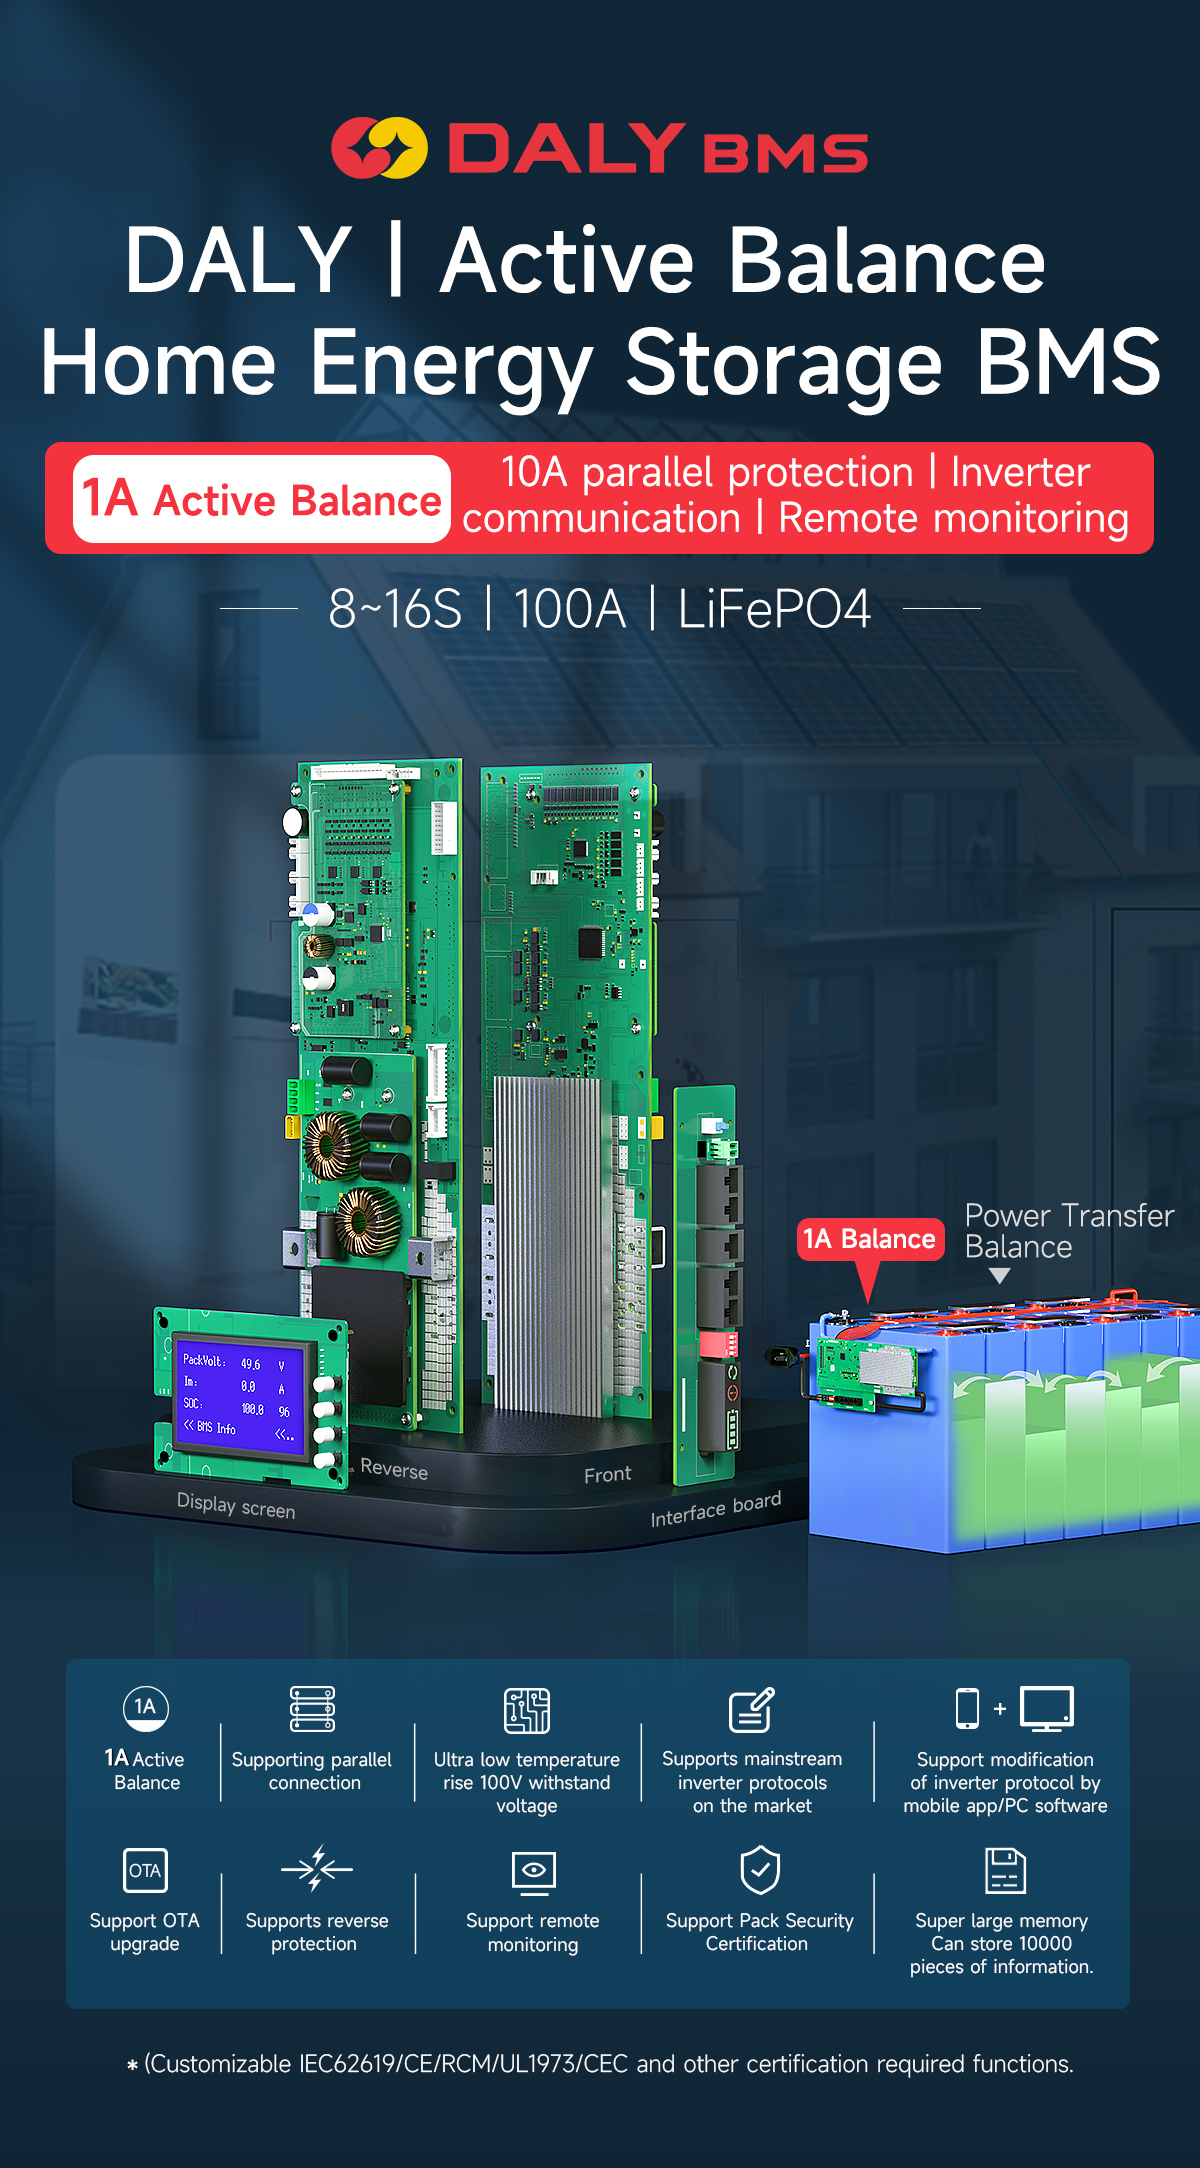 DALY BMS
DALY | Active Balance
Home Energy Storage BMS
1A Active Balance
10A parallel protection | Inverter
communication | Remote monitoring
8~16S | 100A | LiFePO4
1A Balance
Power Transfer
Balance
PackVolt: 49.6 V
Im: 0.0 A
SOC: 100.0 96
<< BMS Info <<..
Reverse
Front
Display screen
Interface board
1A
1A Active
Balance
Supporting parallel
connection
Ultra low temperature
rise 100V withstand
voltage
Supports mainstream
inverter protocols
on the market
+
Support modification
of inverter protocol by
mobile app/PC software
OTA
Support OTA
upgrade
Supports reverse
protection
Support remote
monitoring
Support Pack Security
Certification
Super large memory
Can store 10000
pieces of information.
* (Customizable IEC62619/CE/RCM/UL1973/CEC and other certification required functions.